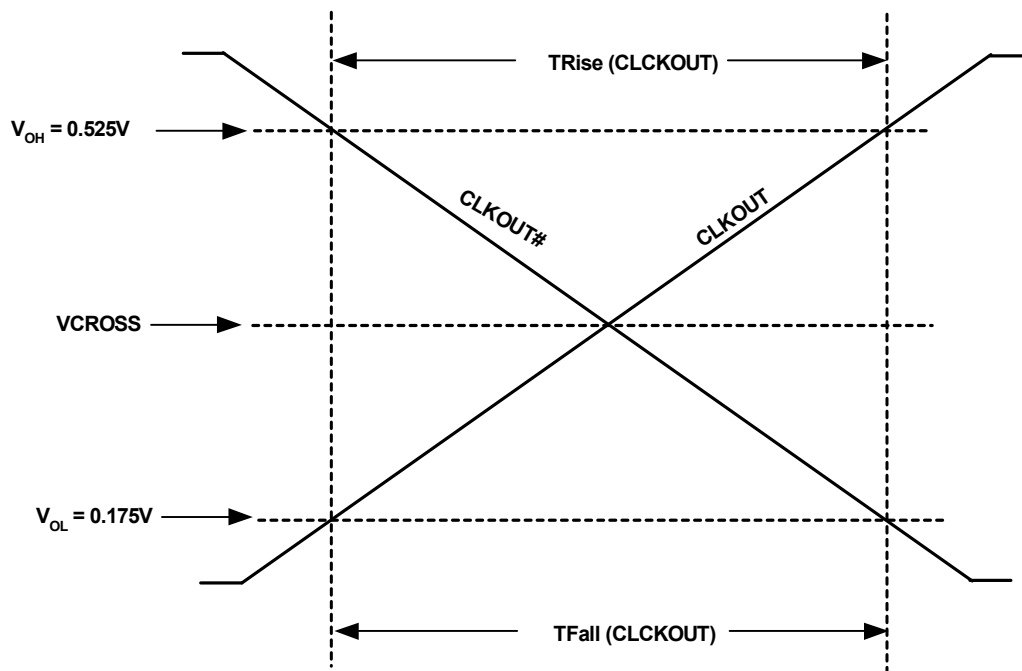 TRise (CLCKOUT)
VOH = 0.525V
CLKOUT#
CLKOUT
VCROSS
VOL = 0.175V
TFall (CLCKOUT)